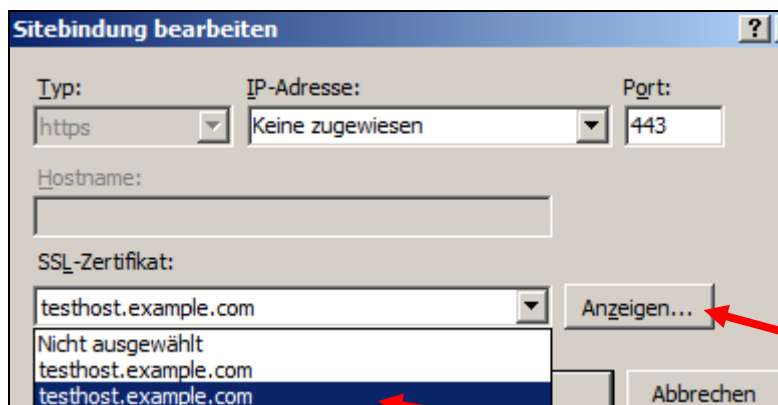 Sitebindung bearbeiten ?
Typ: IP-Adresse: Port:
https Keine zugewiesen 443
Hostname:
SSL-Zertifikat:
testhost.example.com Anzeigen...
Nicht ausgewählt
testhost.example.com
testhost.example.com Abbrechen